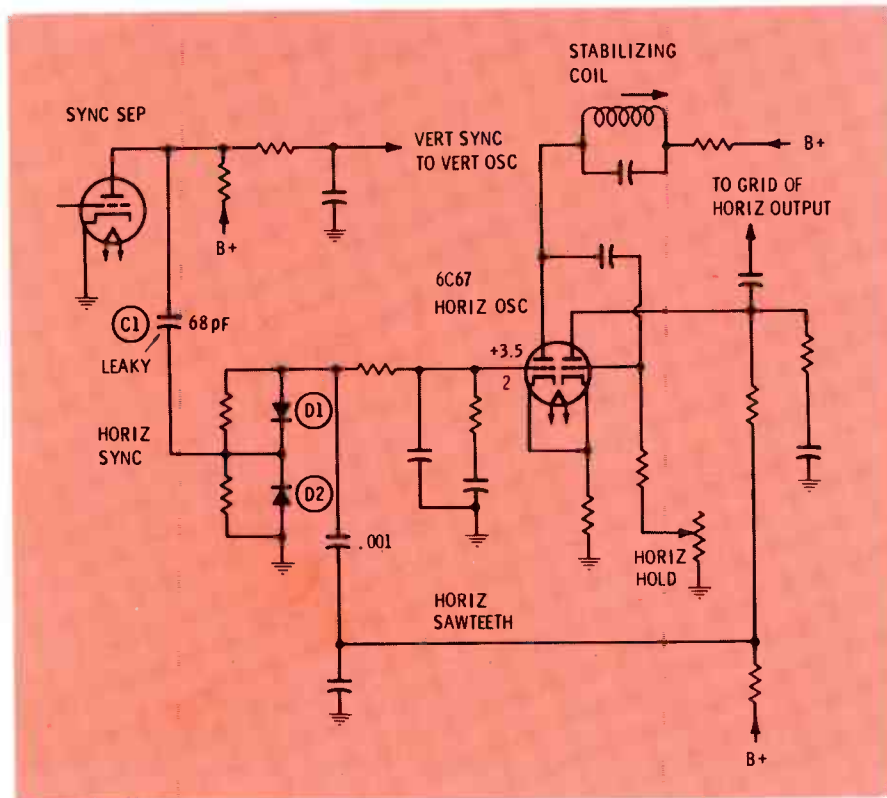 STABILIZING
COIL
SYNC SEP
VERT SYNC
TO VERT OSC
B+
TO GRID OF
HORIZ OUTPUT
B+
6C67
HORIZ OSC
C1
68pF
LEAKY
+3.5
2
D1
HORIZ
SYNC
D2
.001
HORIZ
HOLD
HORIZ
SAWTEETH
B+